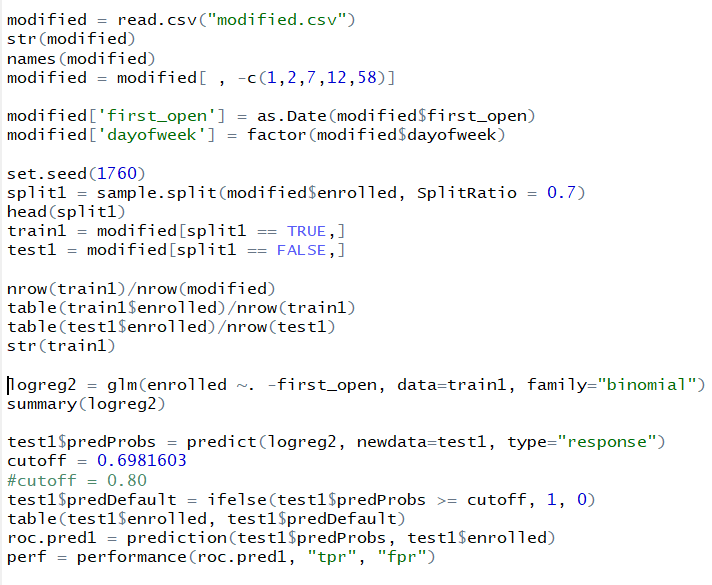 modified = read.csv("modified.csv")
str(modified)
names(modified)
modified = modified[ , -c(1,2,7,12,58)]
modified['first_open'] = as.Date(modified$first_open)
modified['dayofweek'] = factor(modified$dayofweek)
set.seed(1760)
split1 = sample.split(modified$enrolled, SplitRatio = 0.7)
head(split1)
train1 = modified[split1 == TRUE,]
test1 = modified[split1 == FALSE,]
nrow(train1)/nrow(modified)
table(train1$enrolled)/nrow(train1)
table(test1$enrolled)/nrow(test1)
str(train1)
logreg2 = glm(enrolled ~. -first_open, data=train1, family="binomial")
summary(logreg2)
test1$predProbs = predict(logreg2, newdata=test1, type="response")
cutoff = 0.6981603
#cutoff = 0.80
test1$predDefault = ifelse(test1$predProbs >= cutoff, 1, 0)
table(test1$enrolled, test1$predDefault)
roc.pred1 = prediction(test1$predProbs, test1$enrolled)
perf = performance(roc.pred1, "tpr", "fpr")